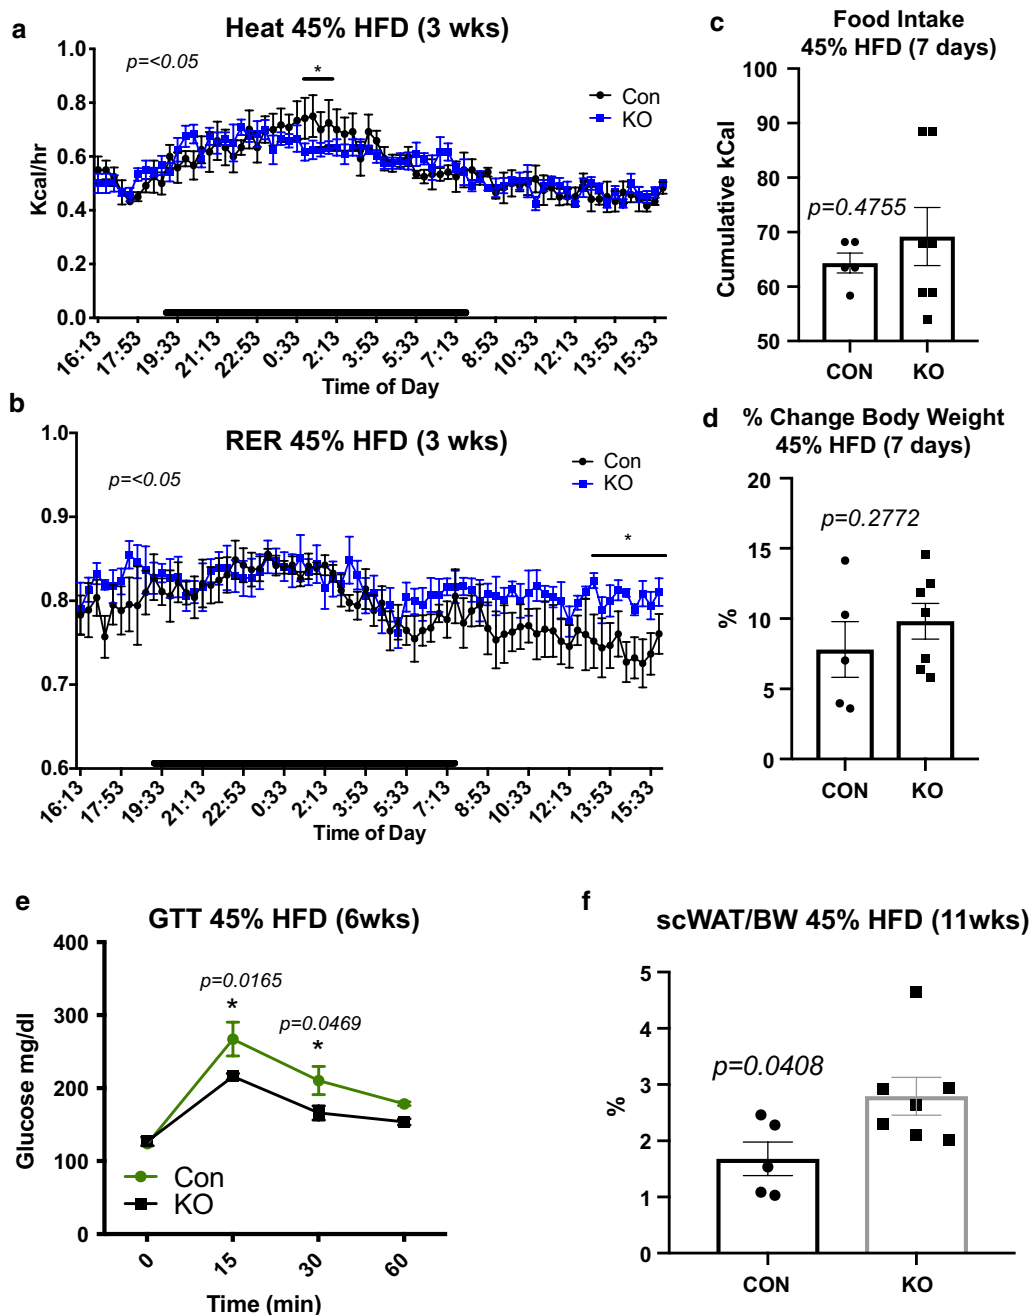 a
Heat 45% HFD (3 wks)
p=<0.05
*
Con
KO
Kcal/hr
1.0
0.8
0.6
0.4
0.2
0.0
16:13 17:53 19:33 21:13 22:53 0:33 2:13 3:53 5:33 7:13 8:53 10:33 12:13 13:53 15:33
Time of Day
b
RER 45% HFD (3 wks)
p=<0.05
*
Con
KO
1.0
0.9
0.8
0.7
0.6
16:13 17:53 19:33 21:13 22:53 0:33 2:13 3:53 5:33 7:13 8:53 10:33 12:13 13:53 15:33
Time of Day
c
Food Intake
45% HFD (7 days)
p=0.4755
Cumulative kCal
100
90
80
70
60
50
CON KO
d
% Change Body Weight
45% HFD (7 days)
p=0.2772
%
20
15
10
5
0
CON KO
e
GTT 45% HFD (6wks)
p=0.0165
*
p=0.0469
*
Glucose mg/dl
400
300
200
100
0
Con
KO
0 15 30 60
Time (min)
f
scWAT/BW 45% HFD (11wks)
p=0.0408
%
5
4
3
2
1
0
CON KO